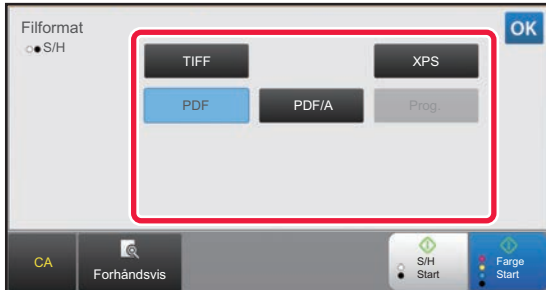 Filformat
S/H
OK
TIFF
XPS
PDF
PDF/A
Prog.
CA
Forhåndsvis
S/H
Start
Farge
Start